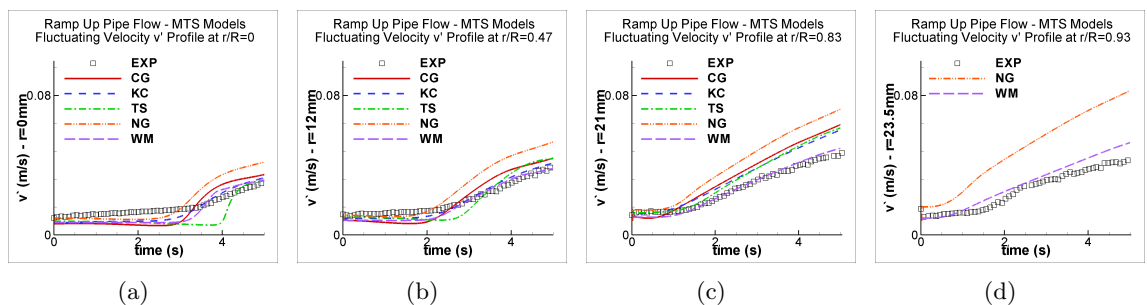 Ramp Up Pipe Flow - MTS Models
Fluctuating Velocity v' Profile at r/R=0
EXP
CG
KC
TS
NG
WM
0.08
0
v` (m/s) - r=0mm
0
2
4
time (s)
(a)
Ramp Up Pipe Flow - MTS Models
Fluctuating Velocity v' Profile at r/R=0.47
EXP
CG
KC
TS
NG
WM
0.08
0
v` (m/s) - r=12mm
0
2
4
time (s)
(b)
Ramp Up Pipe Flow - MTS Models
Fluctuating Velocity v' Profile at r/R=0.83
EXP
CG
KC
TS
NG
WM
0.08
0
v` (m/s) - r=21mm
0
2
4
time (s)
(c)
Ramp Up Pipe Flow - MTS Models
Fluctuating Velocity v' Profile at r/R=0.93
EXP
NG
WM
0.08
0
v` (m/s) - r=23.5mm
0
2
4
time (s)
(d)